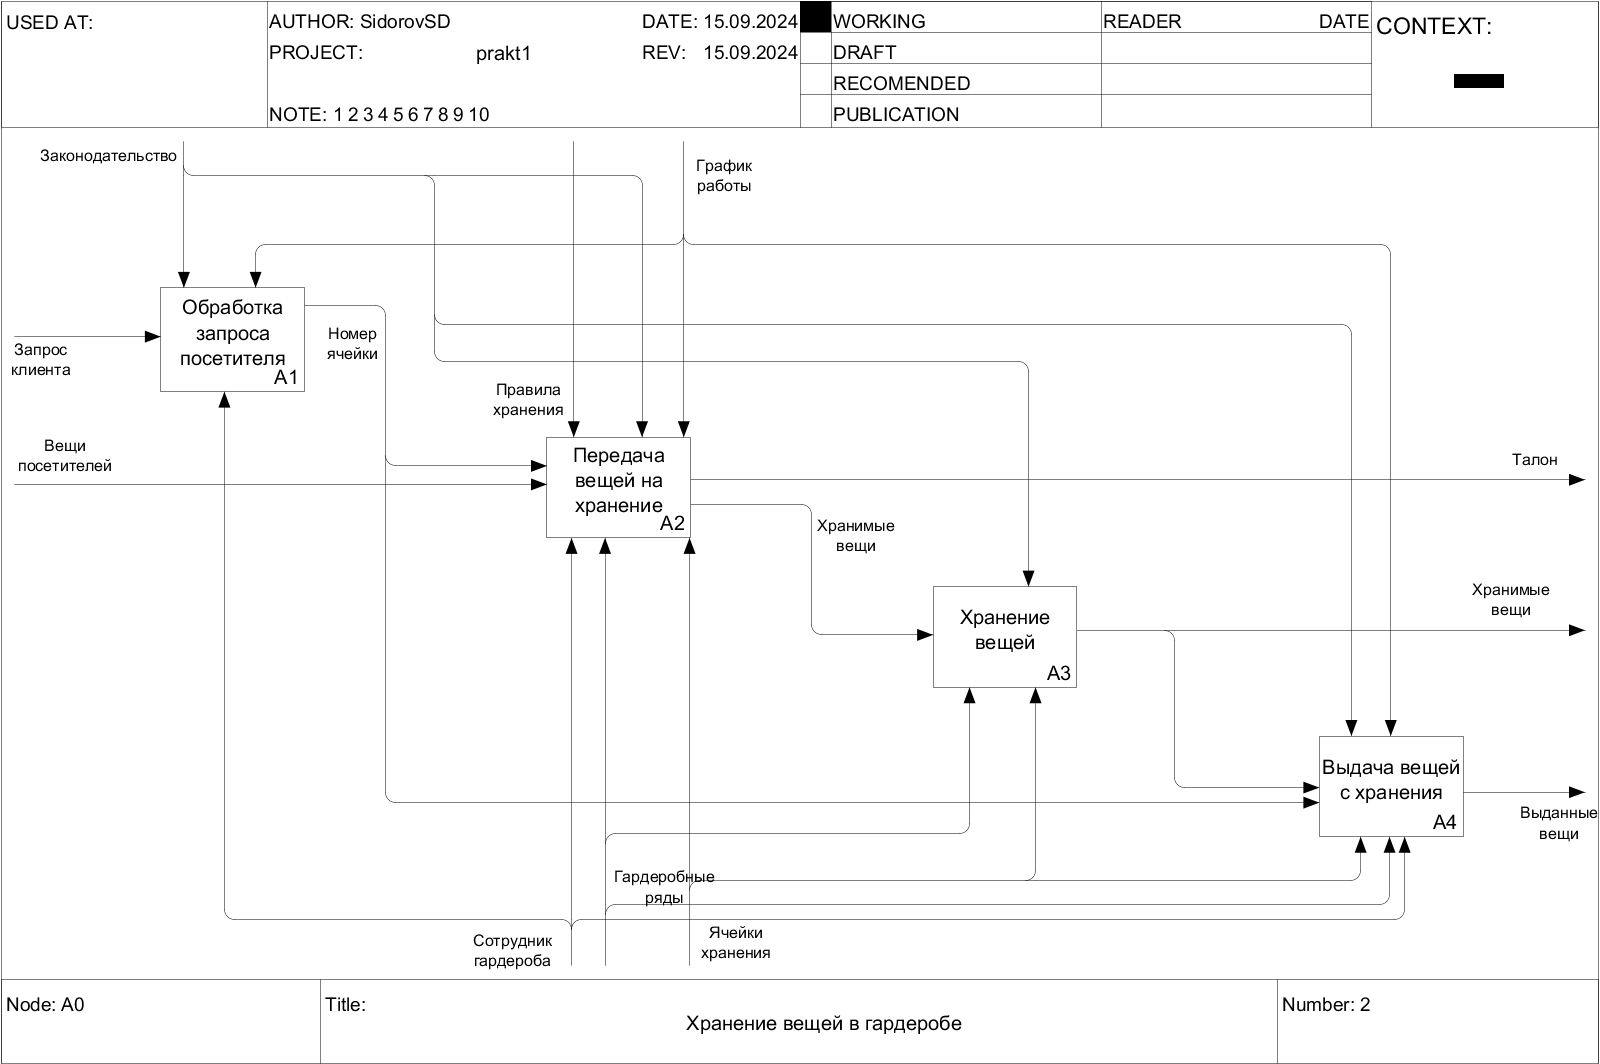 USED AT:
AUTHOR: SidorovSD
DATE: 15.09.2024
PROJECT:
prakt1
REV: 15.09.2024
NOTE: 1 2 3 4 5 6 7 8 9 10
WORKING
DRAFT
RECOMENDED
PUBLICATION
READER
DATE
CONTEXT:
Законодательство
График
работы
Обработка
запроса
посетителя
A1
Запрос
клиента
Номер
ячейки
Правила
хранения
Вещи
посетителей
Передача
вещей на
хранение
A2
Талон
Хранимые
вещи
Хранимые
вещи
Хранение
вещей
A3
Выдача вещей
с хранения
A4
Выданные
вещи
Гардеробные
ряды
Сотрудник
гардероба
Ячейки
хранения
Node: A0
Title:
Хранение вещей в гардеробе
Number: 2